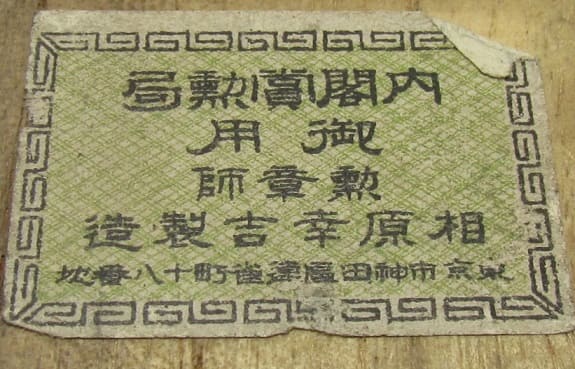 内閣賞勲局
御用
勲章師
相原幸吉製造
東京市神田區連雀町十八番地